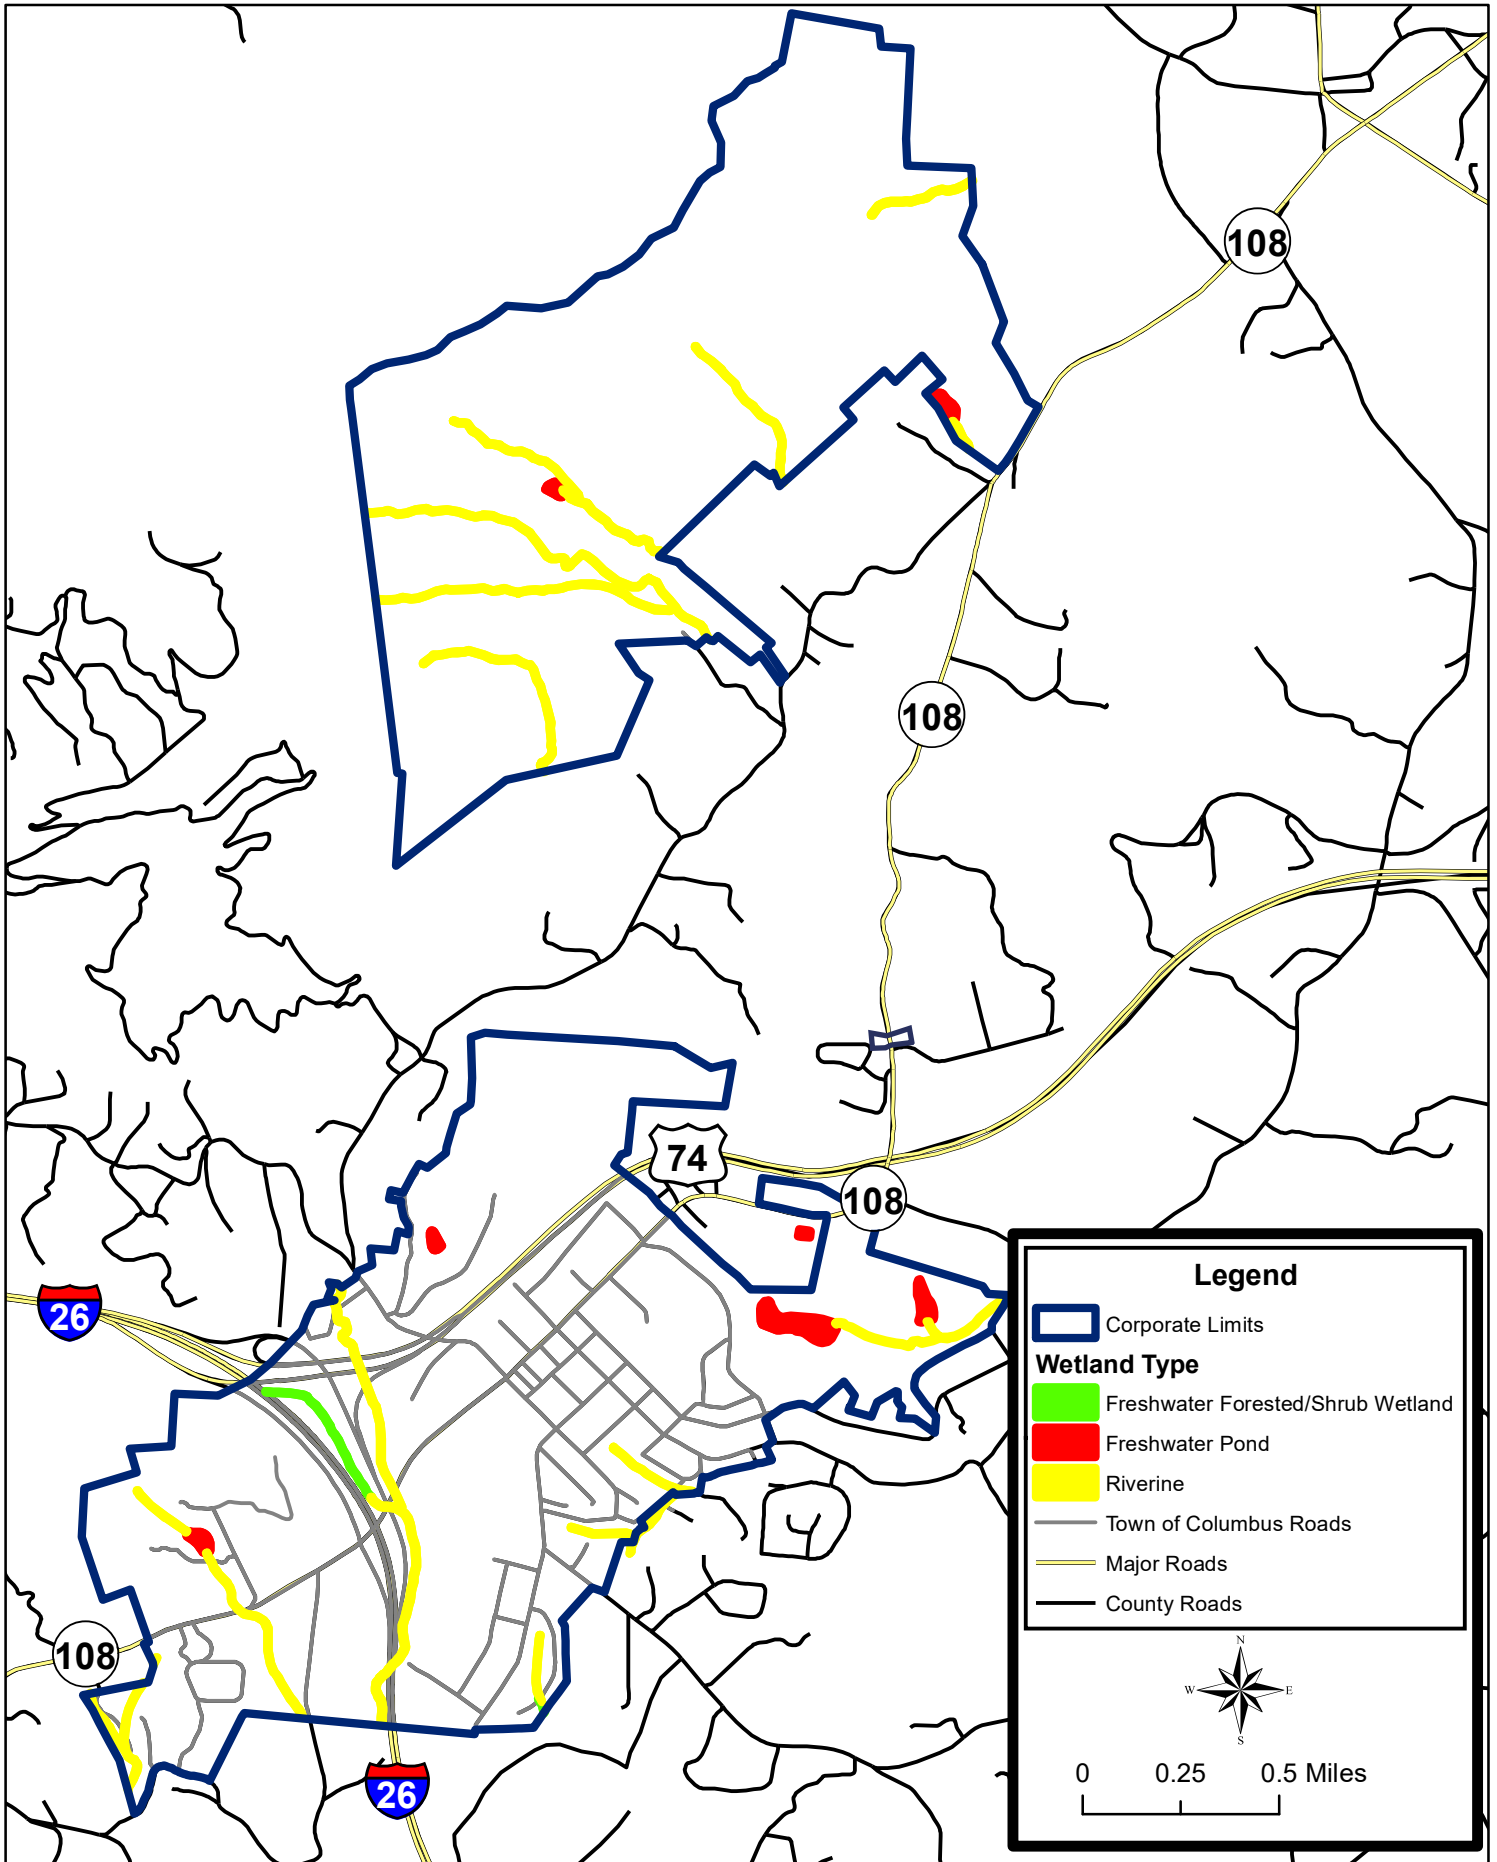 108
108
74
108
26
108
26
Legend
Corporate Limits
Wetland Type
Freshwater Forested/Shrub Wetland
Freshwater Pond
Riverine
Town of Columbus Roads
Major Roads
County Roads
N
W E
S
0 0.25 0.5 Miles